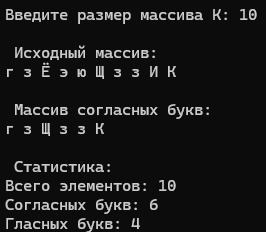 Введите размер массива К: 10
Исходный массив:
г з Ё э ю Щ з з И К
Массив согласных букв:
г з Щ з з К
Статистика:
Всего элементов: 10
Согласных букв: 6
Гласных букв: 4